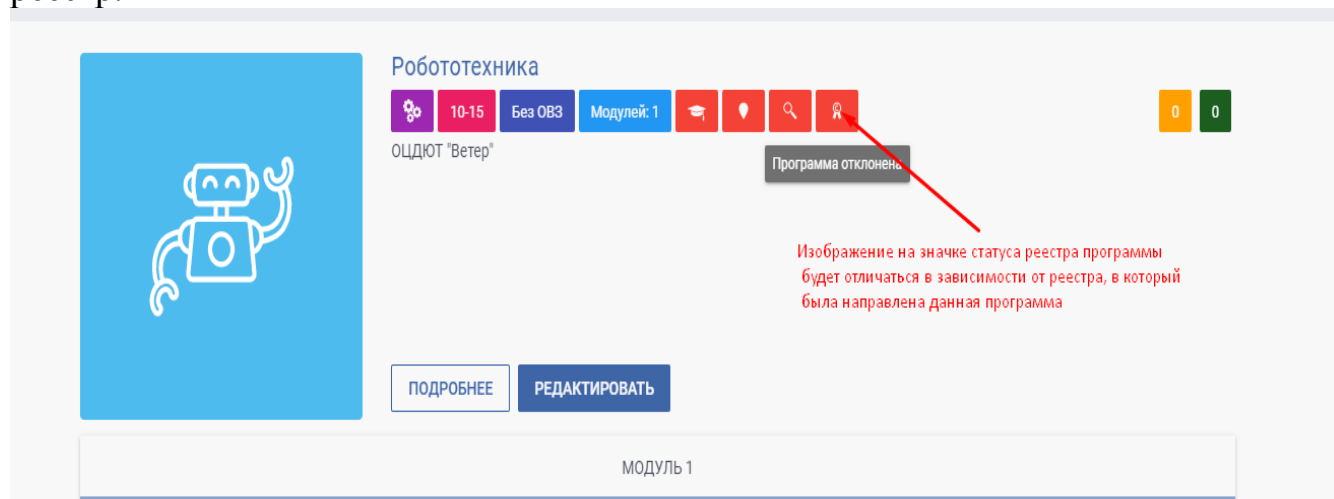 Робототехника
10-15 Без ОВЗ Модулей: 1 0 0
ОЦДЮТ "Ветер"
Программа отклонена
Изображение на значке статуса реестра программы
будет отличаться в зависимости от реестра, в который
была направлена данная программа
ПОДРОБНЕЕ РЕДАКТИРОВАТЬ
МОДУЛЬ 1